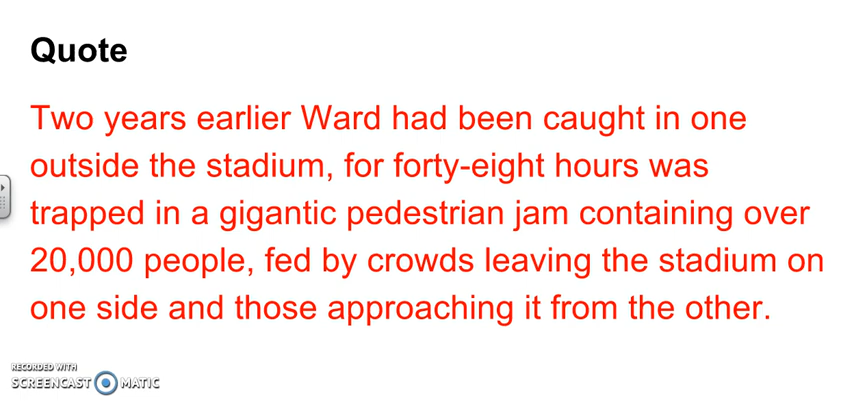 Quote
Two years earlier Ward had been caught in one
outside the stadium, for forty-eight hours was
trapped in a gigantic pedestrian jam containing over
20,000 people, fed by crowds leaving the stadium on
one side and those approaching it from the other.
RECORDED WITH
SCREENCAST MATIC